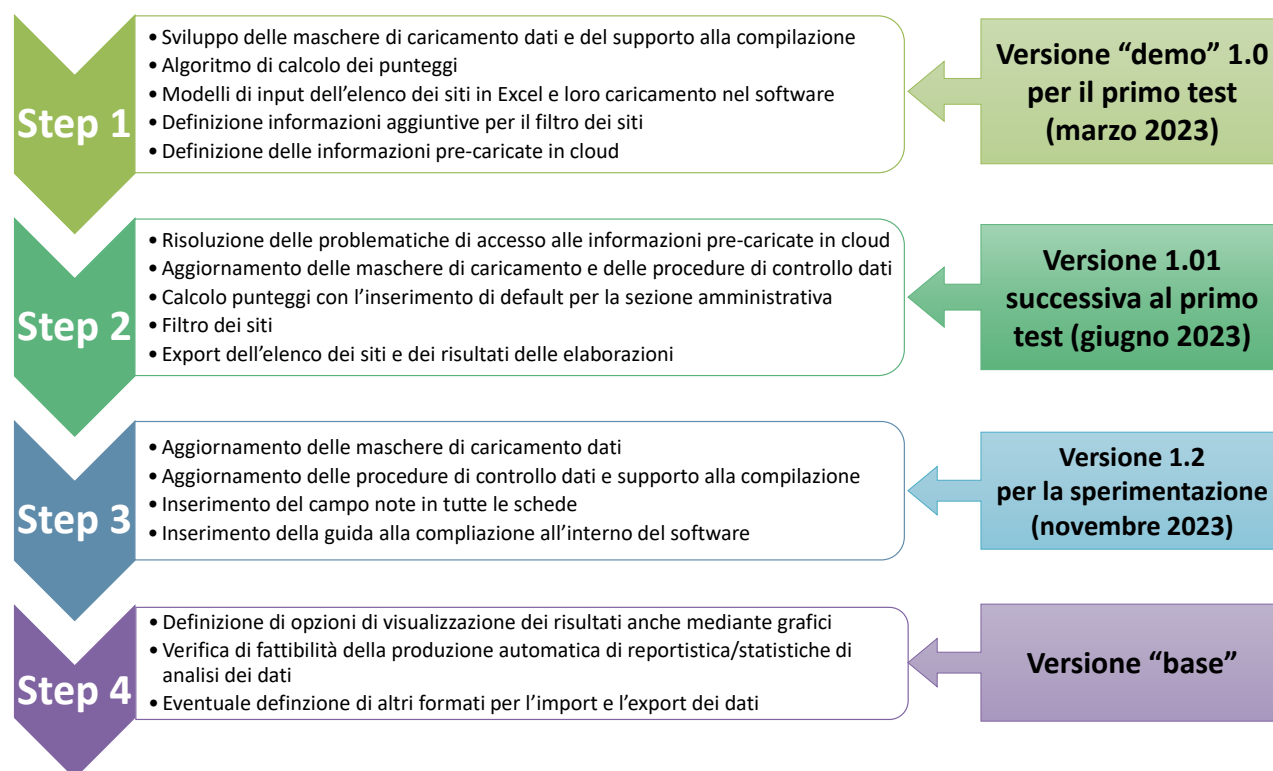 Step 1
• Sviluppo delle maschere di caricamento dati e del supporto alla compilazione
• Algoritmo di calcolo dei punteggi
• Modelli di input dell’elenco dei siti in Excel e loro caricamento nel software
• Definizione informazioni aggiuntive per il filtro dei siti
• Definizione delle informazioni pre-caricate in cloud
Versione “demo” 1.0
per il primo test
(marzo 2023)
Step 2
• Risoluzione delle problematiche di accesso alle informazioni pre-caricate in cloud
• Aggiornamento delle maschere di caricamento e delle procedure di controllo dati
• Calcolo punteggi con l’inserimento di default per la sezione amministrativa
• Filtro dei siti
• Export dell’elenco dei siti e dei risultati delle elaborazioni
Versione 1.01
successiva al primo
test (giugno 2023)
Step 3
• Aggiornamento delle maschere di caricamento dati
• Aggiornamento delle procedure di controllo dati e supporto alla compilazione
• Inserimento del campo note in tutte le schede
• Inserimento della guida alla compliazione all’interno del software
Versione 1.2
per la sperimentazione
(novembre 2023)
Step 4
• Definizione di opzioni di visualizzazione dei risultati anche mediante grafici
• Verifica di fattibilità della produzione automatica di reportistica/statistiche di
analisi dei dati
• Eventuale definzione di altri formati per l’import e l’export dei dati
Versione “base”